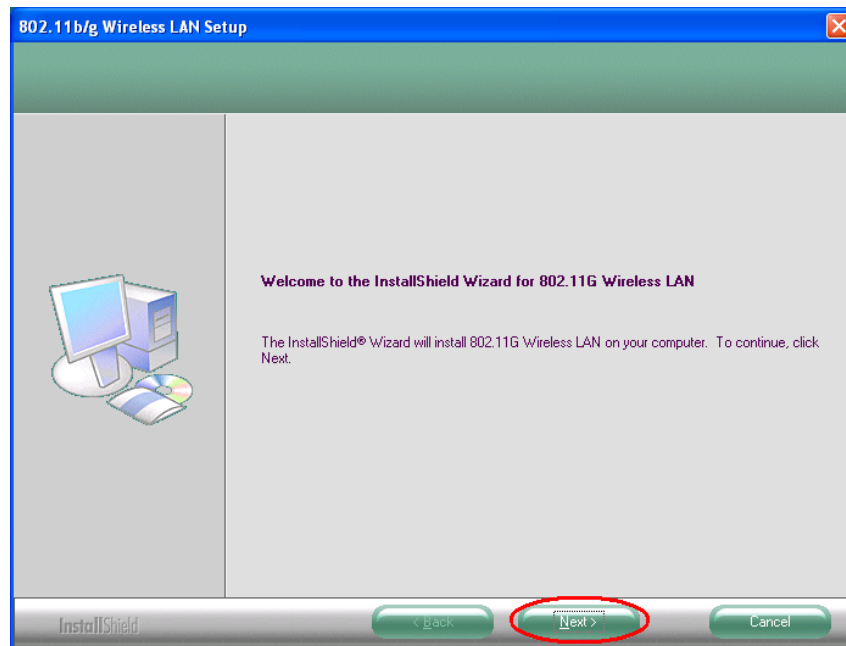 802.11b/g Wireless LAN Setup
Welcome to the InstallShield Wizard for 802.11G Wireless LAN
The InstallShield® Wizard will install 802.11G Wireless LAN on your computer. To continue, click
Next.
InstallShield
< Back
Next >
Cancel